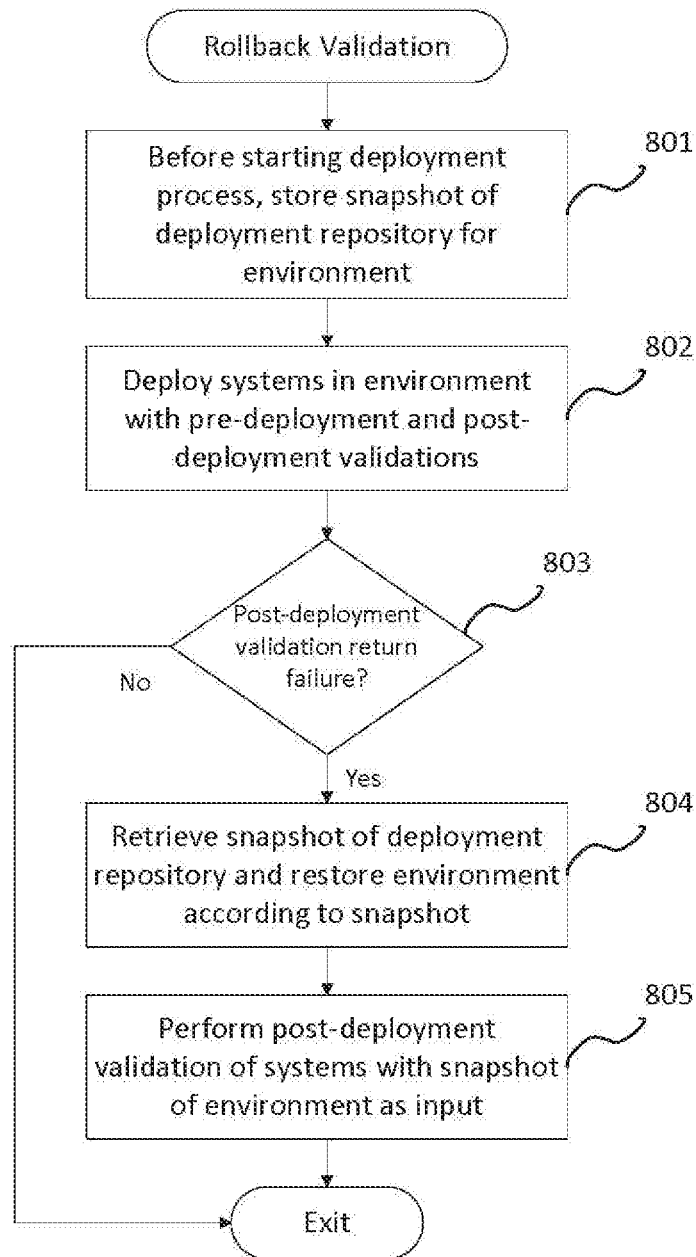 Rollback Validation
801
Before starting deployment
process, store snapshot of
deployment repository for
environment
802
Deploy systems in environment
with pre-deployment and post-
deployment validations
803
Post-deployment
validation return
failure?
No
Yes
804
Retrieve snapshot of deployment
repository and restore environment
according to snapshot
805
Perform post-deployment
validation of systems with snapshot
of environment as input
Exit